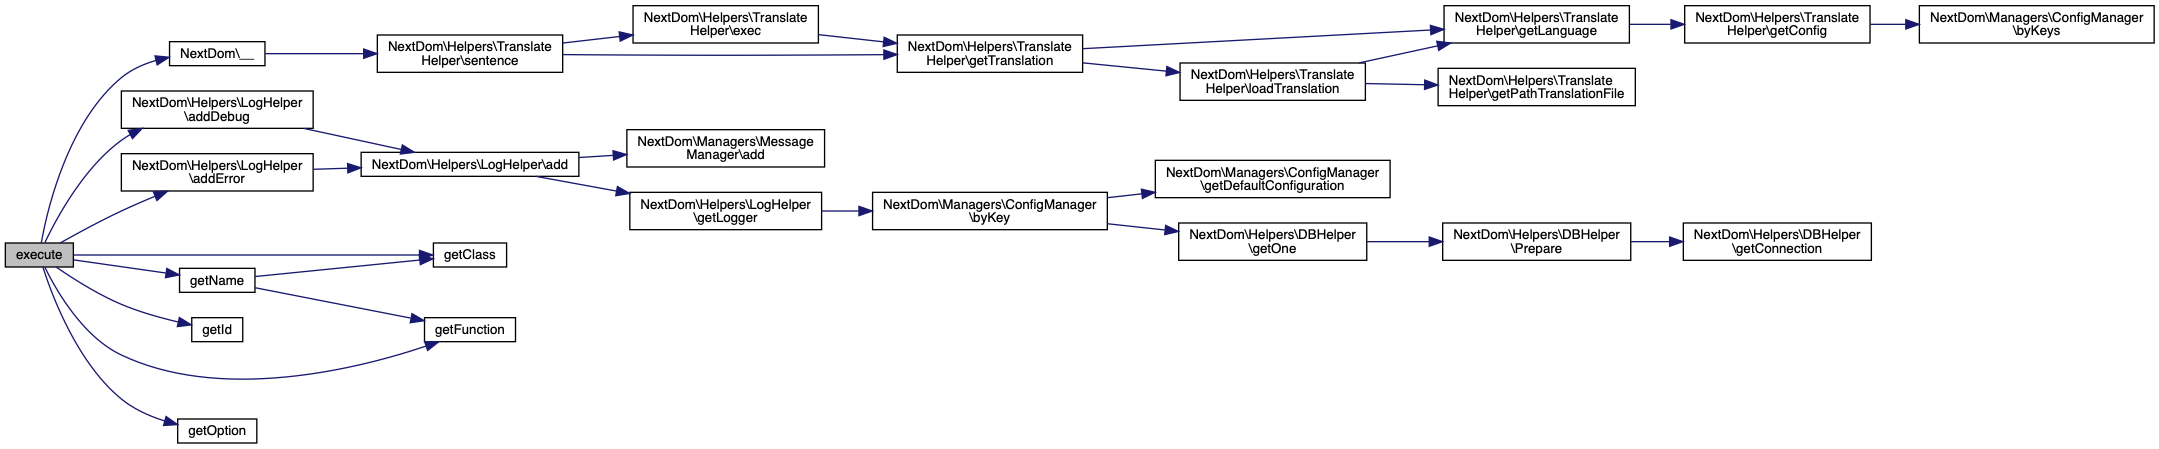 execute
NextDom\__
NextDom\Helpers\LogHelper
\addDebug
NextDom\Helpers\LogHelper
\addError
getName
getId
getOption
NextDom\Helpers\Translate
Helper\sentence
NextDom\Helpers\LogHelper\add
getClass
getFunction
NextDom\Helpers\Translate
Helper\exec
NextDom\Managers\Message
Manager\add
NextDom\Helpers\LogHelper
\getLogger
NextDom\Helpers\Translate
Helper\getTranslation
NextDom\Managers\ConfigManager
\byKey
NextDom\Helpers\Translate
Helper\loadTranslation
NextDom\Managers\ConfigManager
\getDefaultConfiguration
NextDom\Helpers\DBHelper
\getOne
NextDom\Helpers\Translate
Helper\getLanguage
NextDom\Helpers\Translate
Helper\getPathTranslationFile
NextDom\Helpers\DBHelper
\Prepare
NextDom\Helpers\Translate
Helper\getConfig
NextDom\Helpers\DBHelper
\getConnection
NextDom\Managers\ConfigManager
\byKeys